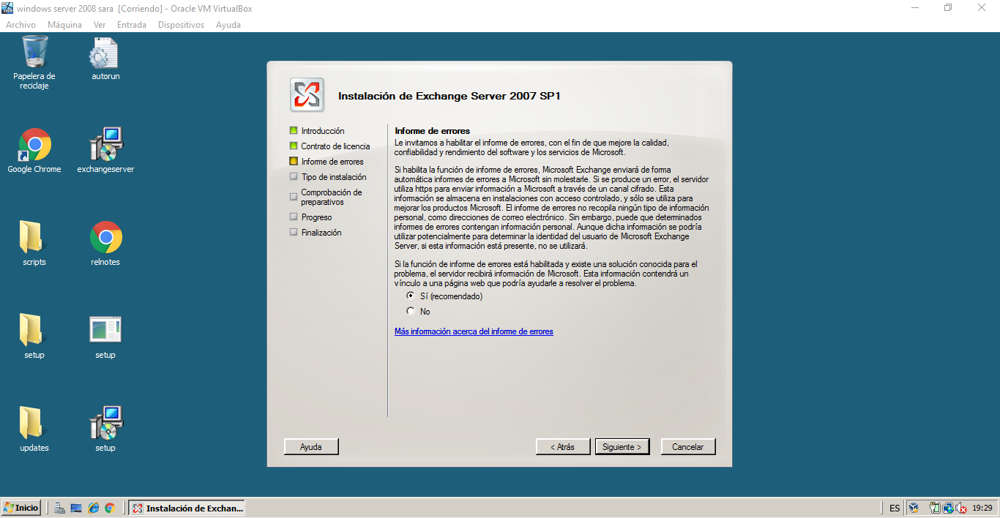 windows server 2008 sara [Corriendo] - Oracle VM VirtualBox
Archivo Máquina Ver Entrada Dispositivos Ayuda
Papelera de
reciclaje
autorun
Google Chrome
exchangeserver
scripts
relnotes
setup
setup
updates
setup
Instalación de Exchange Server 2007 SP1
Introducción
Contrato de licencia
Informe de errores
Tipo de instalación
Comprobación de
preparativos
Progreso
Finalización
Informe de errores
Le invitamos a habilitar el informe de errores, con el fin de que mejore la calidad,
confiabilidad y rendimiento del software y los servicios de Microsoft.
Si habilita la función de informe de errores, Microsoft Exchange enviará de forma
automática informes de errores a Microsoft sin molestarle. Si se produce un error, el servidor
utiliza https para enviar información a Microsoft a través de un canal cifrado. Esta
información se almacena en instalaciones con acceso controlado, y sólo se utiliza para
mejorar los productos Microsoft. El informe de errores no recopila ningún tipo de información
personal, como direcciones de correo electrónico. Sin embargo, puede que determinados
informes de errores contengan información personal. Aunque dicha información se podría
utilizar potencialmente para determinar la identidad del usuario de Microsoft Exchange
Server, si esta información está presente, no se utilizará.
Si la función de informe de errores está habilitada y existe una solución conocida para el
problema, el servidor recibirá información de Microsoft. Esta información contendrá un
vínculo a una página web que podría ayudarle a resolver el problema.
Sí (recomendado)
No
Más información acerca del informe de errores
Ayuda
< Atrás
Siguiente >
Cancelar
Inicio
Instalación de Exchan...
ES
19:29